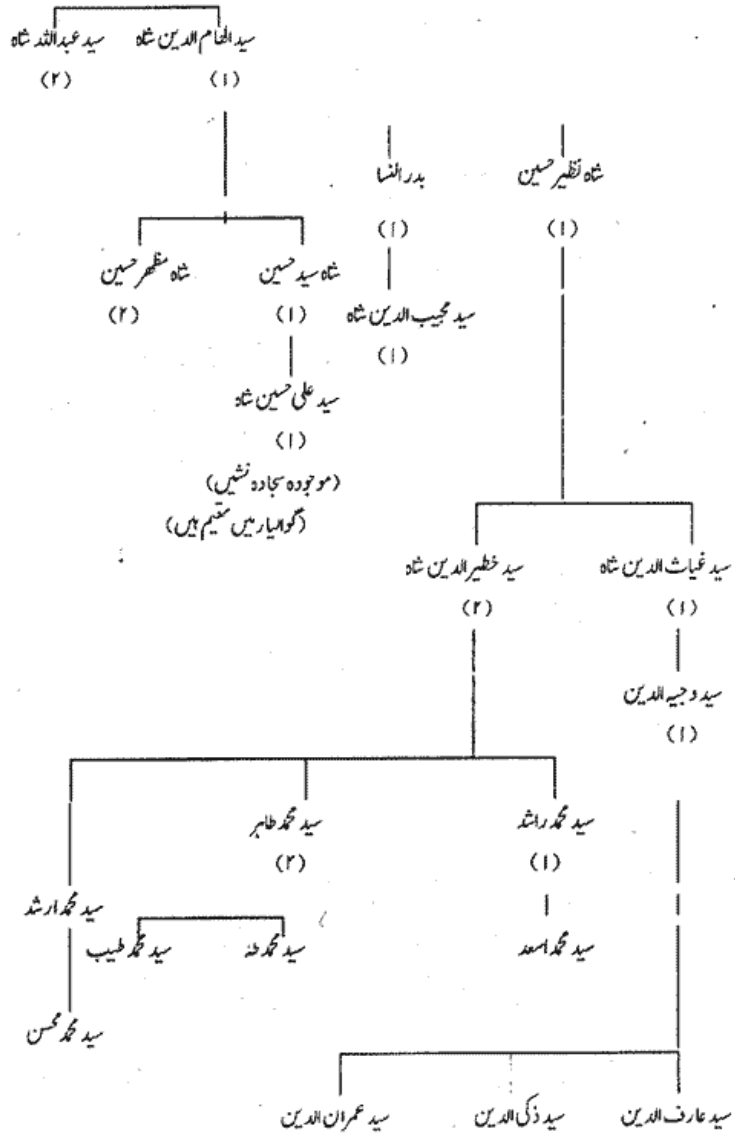 سید الہام الدین شاہ سید عبداللہ شاہ
(۱) (۲)
شاہ نظیر حسین بدر النسا
(۱) (۱)
شاہ سید حسین شاہ مظہر حسین
(۱) (۲)
سید مجیب الدین شاہ
(۱)
سید علی حسین شاہ
(۱)
(موجودہ سجادہ نشیں)
(گوالیار میں مقیم ہیں)
سید غیاث الدین شاہ سید خطیر الدین شاہ
(۱) (۲)
سید وجیہ الدین
(۱)
سید محمد راشد سید محمد طاہر
(۱) (۲)
سید محمد ارشد
سید محمد اسعد سید محمد طہٰ سید محمد طیب
سید محمد محسن
سید عارف الدین سید ذکی الدین سید عمران الدین